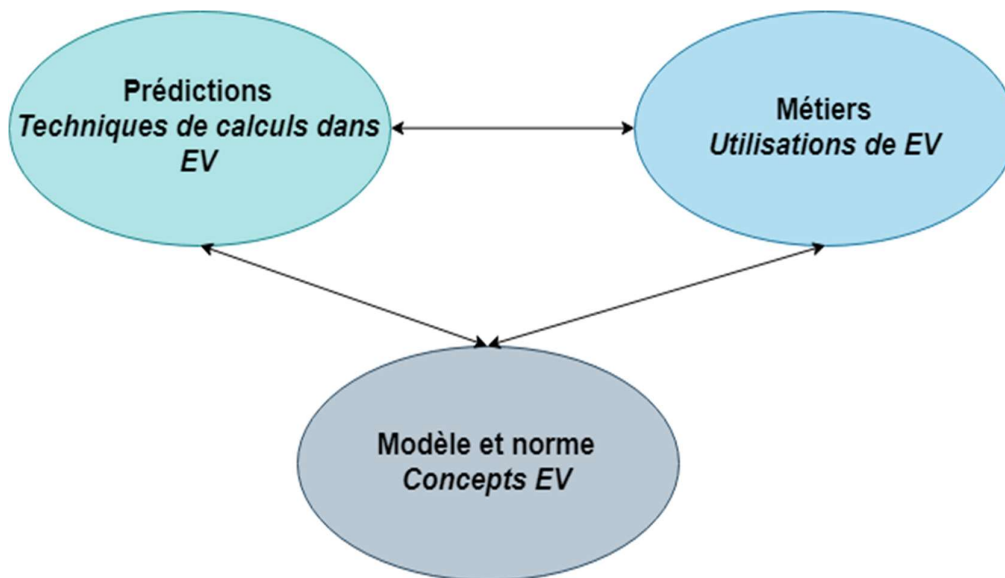 Prédictions
Techniques de calculs dans
EV
Métiers
Utilisations de EV
Modèle et norme
Concepts EV